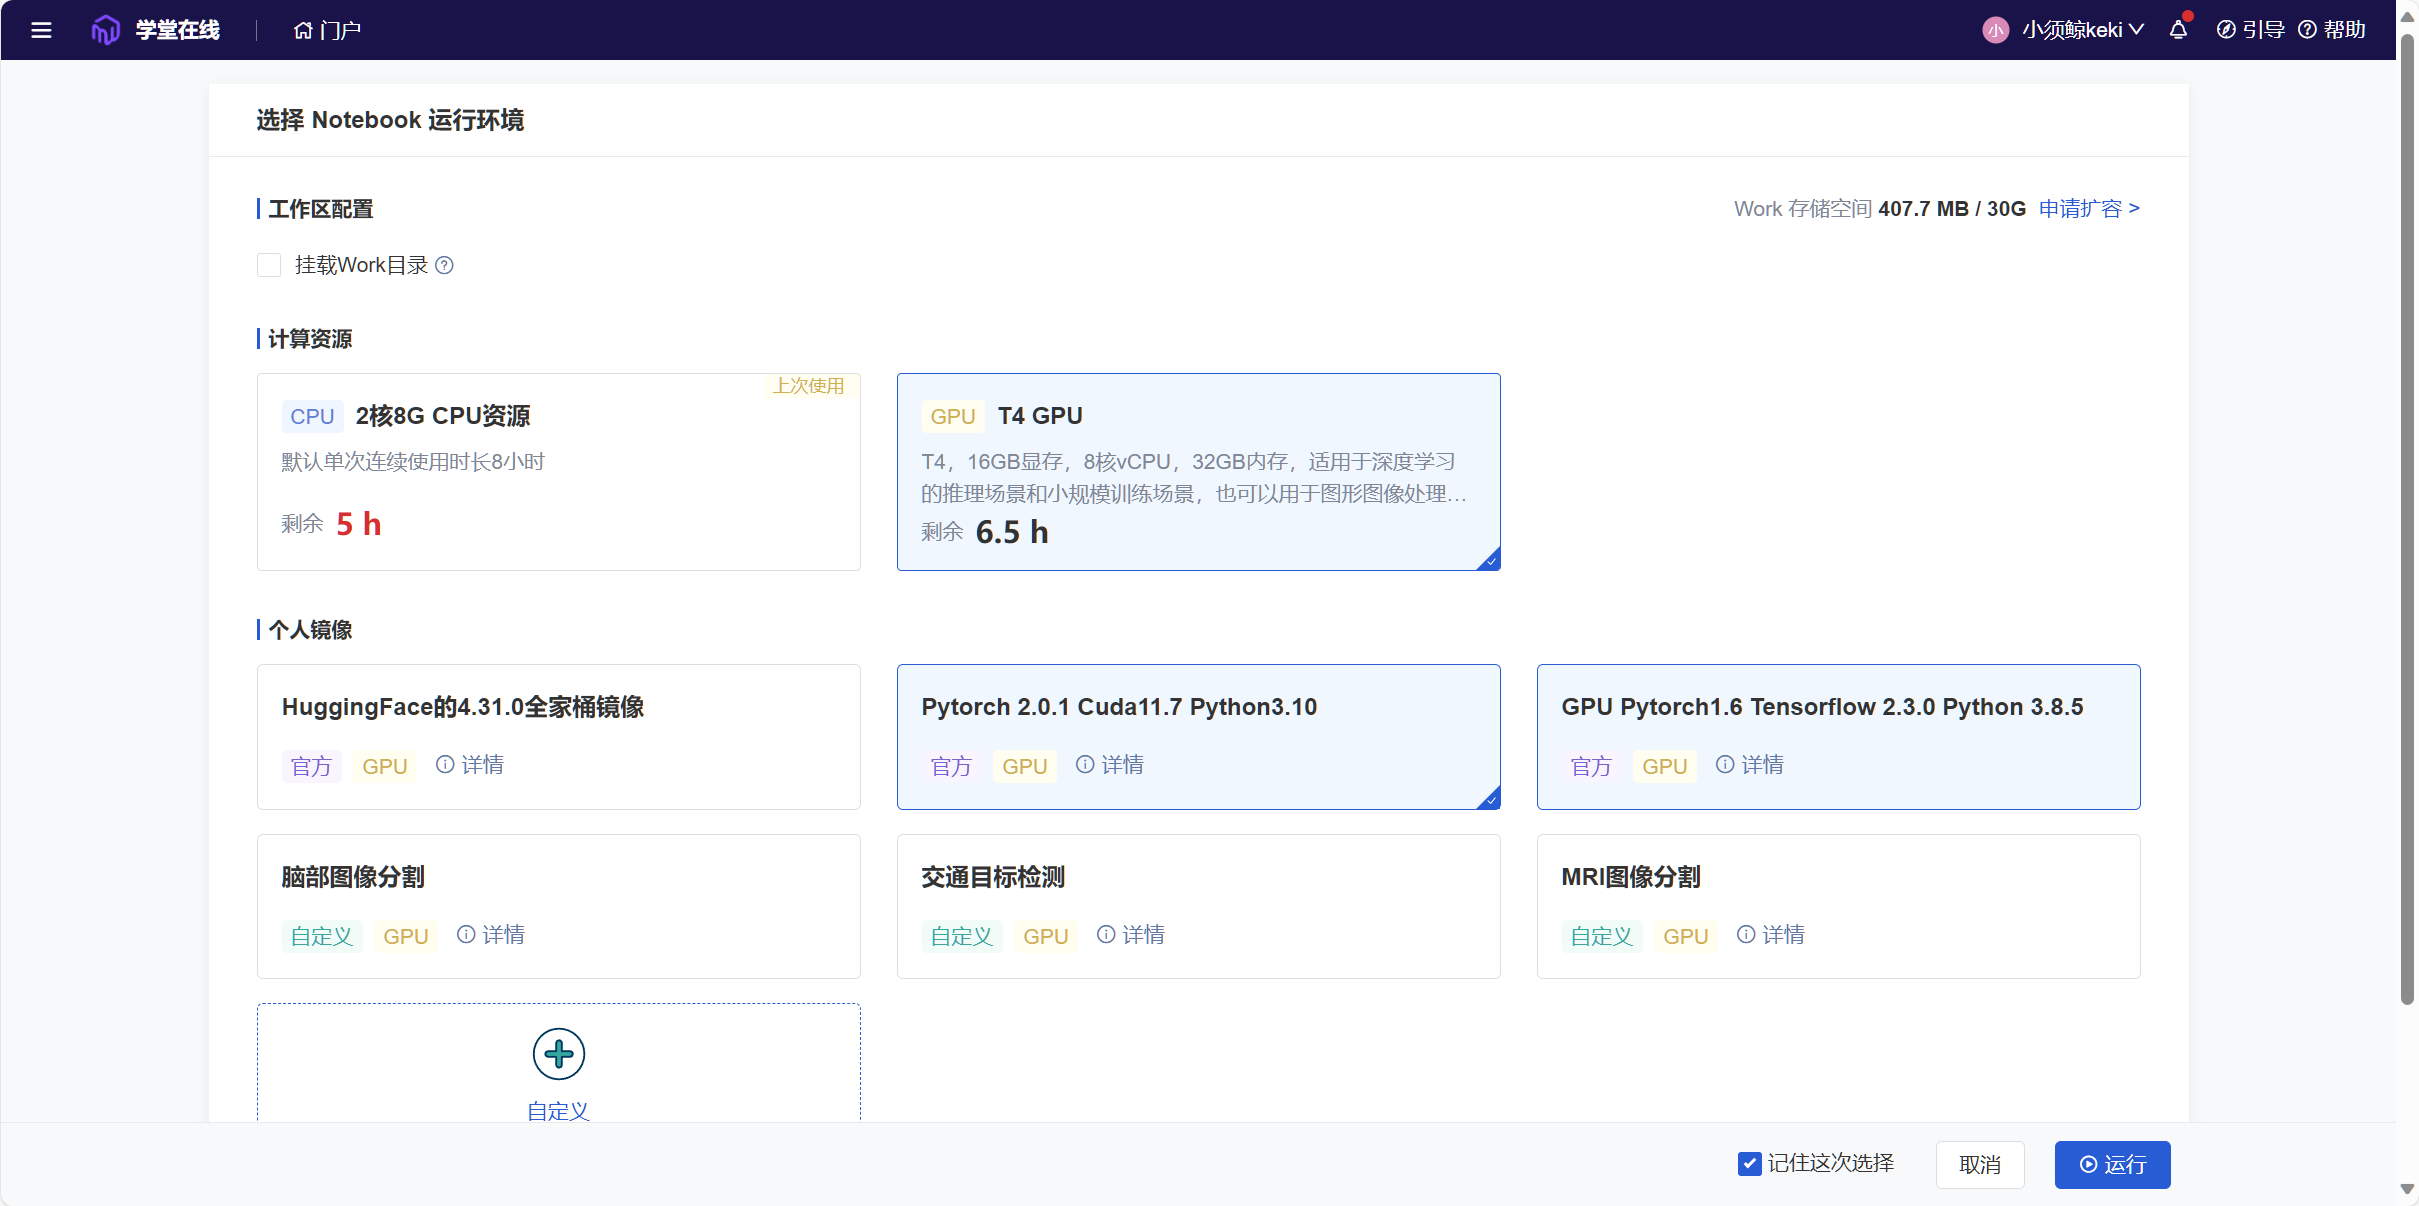 学堂在线
门户
小
小须鲸keki
引导
帮助
选择 Notebook 运行环境
工作区配置
Work 存储空间 407.7 MB / 30G 申请扩容 >
挂载Work目录
计算资源
上次使用
CPU 2核8G CPU资源
默认单次连续使用时长8小时
剩余 5 h
GPU T4 GPU
T4，16GB显存，8核vCPU，32GB内存，适用于深度学习
的推理场景和小规模训练场景，也可以用于图形图像处理...
剩余 6.5 h
个人镜像
HuggingFace的4.31.0全家桶镜像
官方 GPU 详情
Pytorch 2.0.1 Cuda11.7 Python3.10
官方 GPU 详情
GPU Pytorch1.6 Tensorflow 2.3.0 Python 3.8.5
官方 GPU 详情
脑部图像分割
自定义 GPU 详情
交通目标检测
自定义 GPU 详情
MRI图像分割
自定义 GPU 详情
自定义
记住这次选择
取消
运行